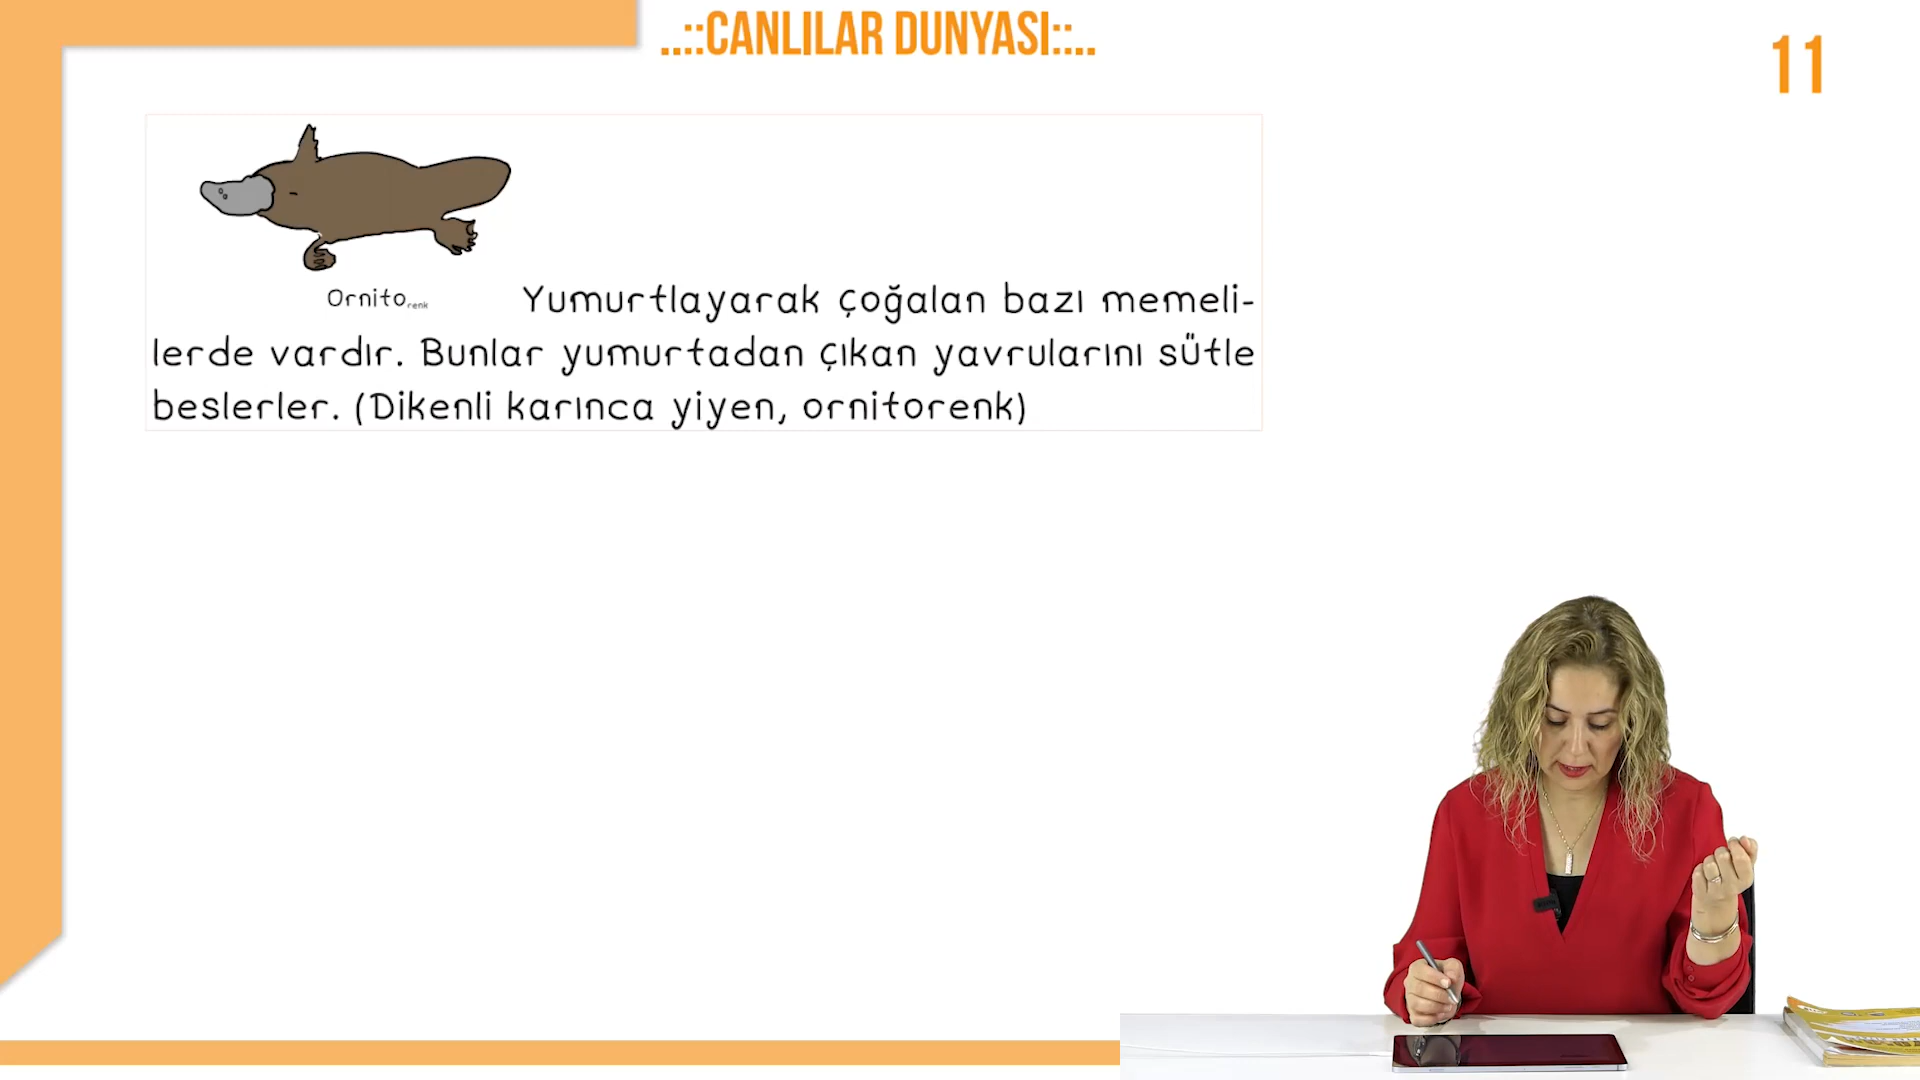 ..::CANLILAR DUNYASI::..
11
Ornitorenk
Yumurtlayarak çoğalan bazı memeli-
lerde vardır. Bunlar yumurtadan çıkan yavrularını sütle
beslerler. (Dikenli karınca yiyen, ornitorenk)